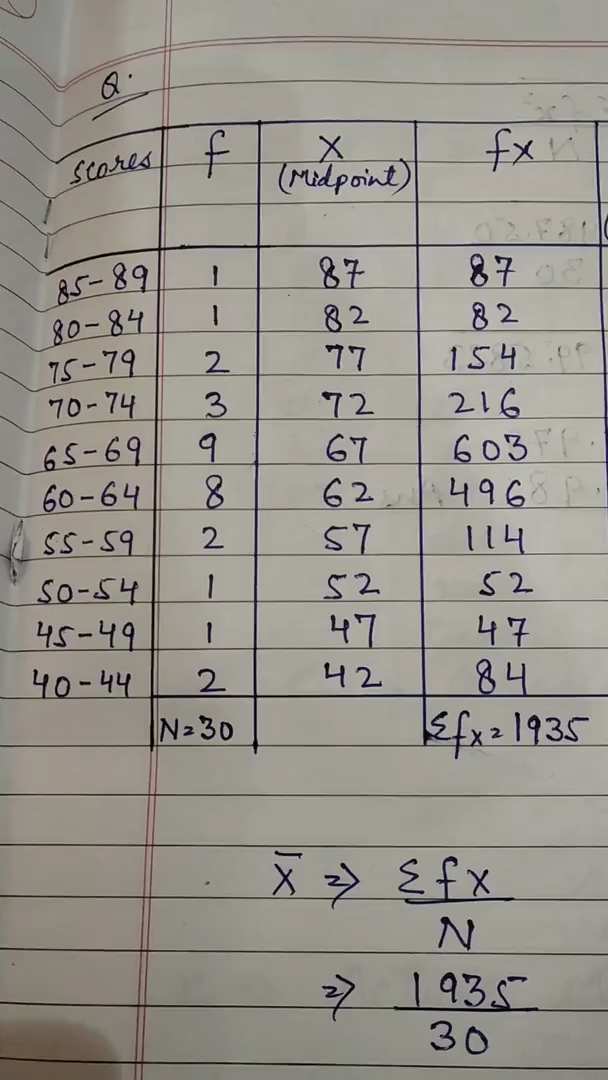 Q.
Scores f X fx
(Midpoint)
85-89 1 87 87
80-84 1 82 82
75-79 2 77 154
70-74 3 72 216
65-69 9 67 603
60-64 8 62 496
55-59 2 57 114
50-54 1 52 52
45-49 1 47 47
40-44 2 42 84
N=30 Σfx=1935
X̄ ⇒ Σfx
N
⇒ 1935
30